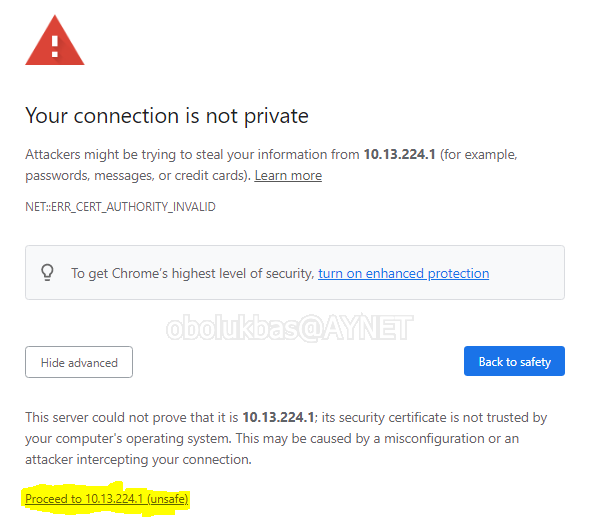 Your connection is not private
Attackers might be trying to steal your information from 10.13.224.1 (for example,
passwords, messages, or credit cards). Learn more
NET::ERR_CERT_AUTHORITY_INVALID
To get Chrome's highest level of security, turn on enhanced protection
obolukbas@AYNET
Hide advanced
Back to safety
This server could not prove that it is 10.13.224.1; its security certificate is not trusted by
your computer's operating system. This may be caused by a misconfiguration or an
attacker intercepting your connection.
Proceed to 10.13.224.1 (unsafe)